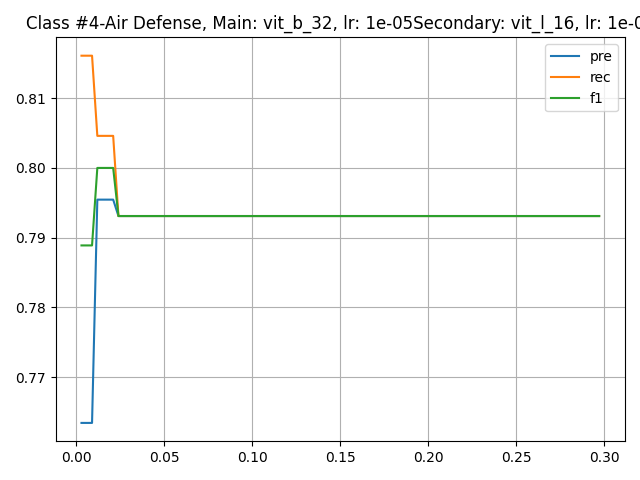 Class #4-Air Defense, Main: vit_b_32, lr: 1e-05Secondary: vit_l_16, lr: 1e-0
pre
rec
f1
0.81
0.80
0.79
0.78
0.77
0.00 0.05 0.10 0.15 0.20 0.25 0.30